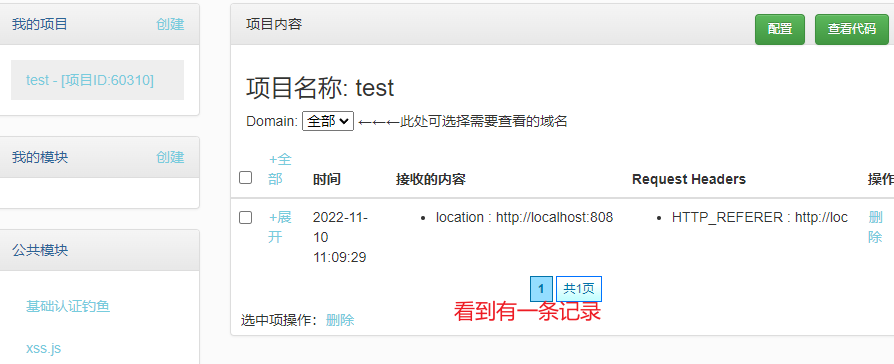 我的项目 创建
test - [项目ID:60310]
我的模块 创建
公共模块
基础认证钓鱼
xss.js
项目内容 配置 查看代码
项目名称: test
Domain: 全部 ←←←此处可选择需要查看的域名
+全部 时间 接收的内容 Request Headers 操作
+展开 2022-11-10 11:09:29 location : http://localhost:808 HTTP_REFERER : http://loc 删除
1 共1页
看到有一条记录
选中项操作: 删除